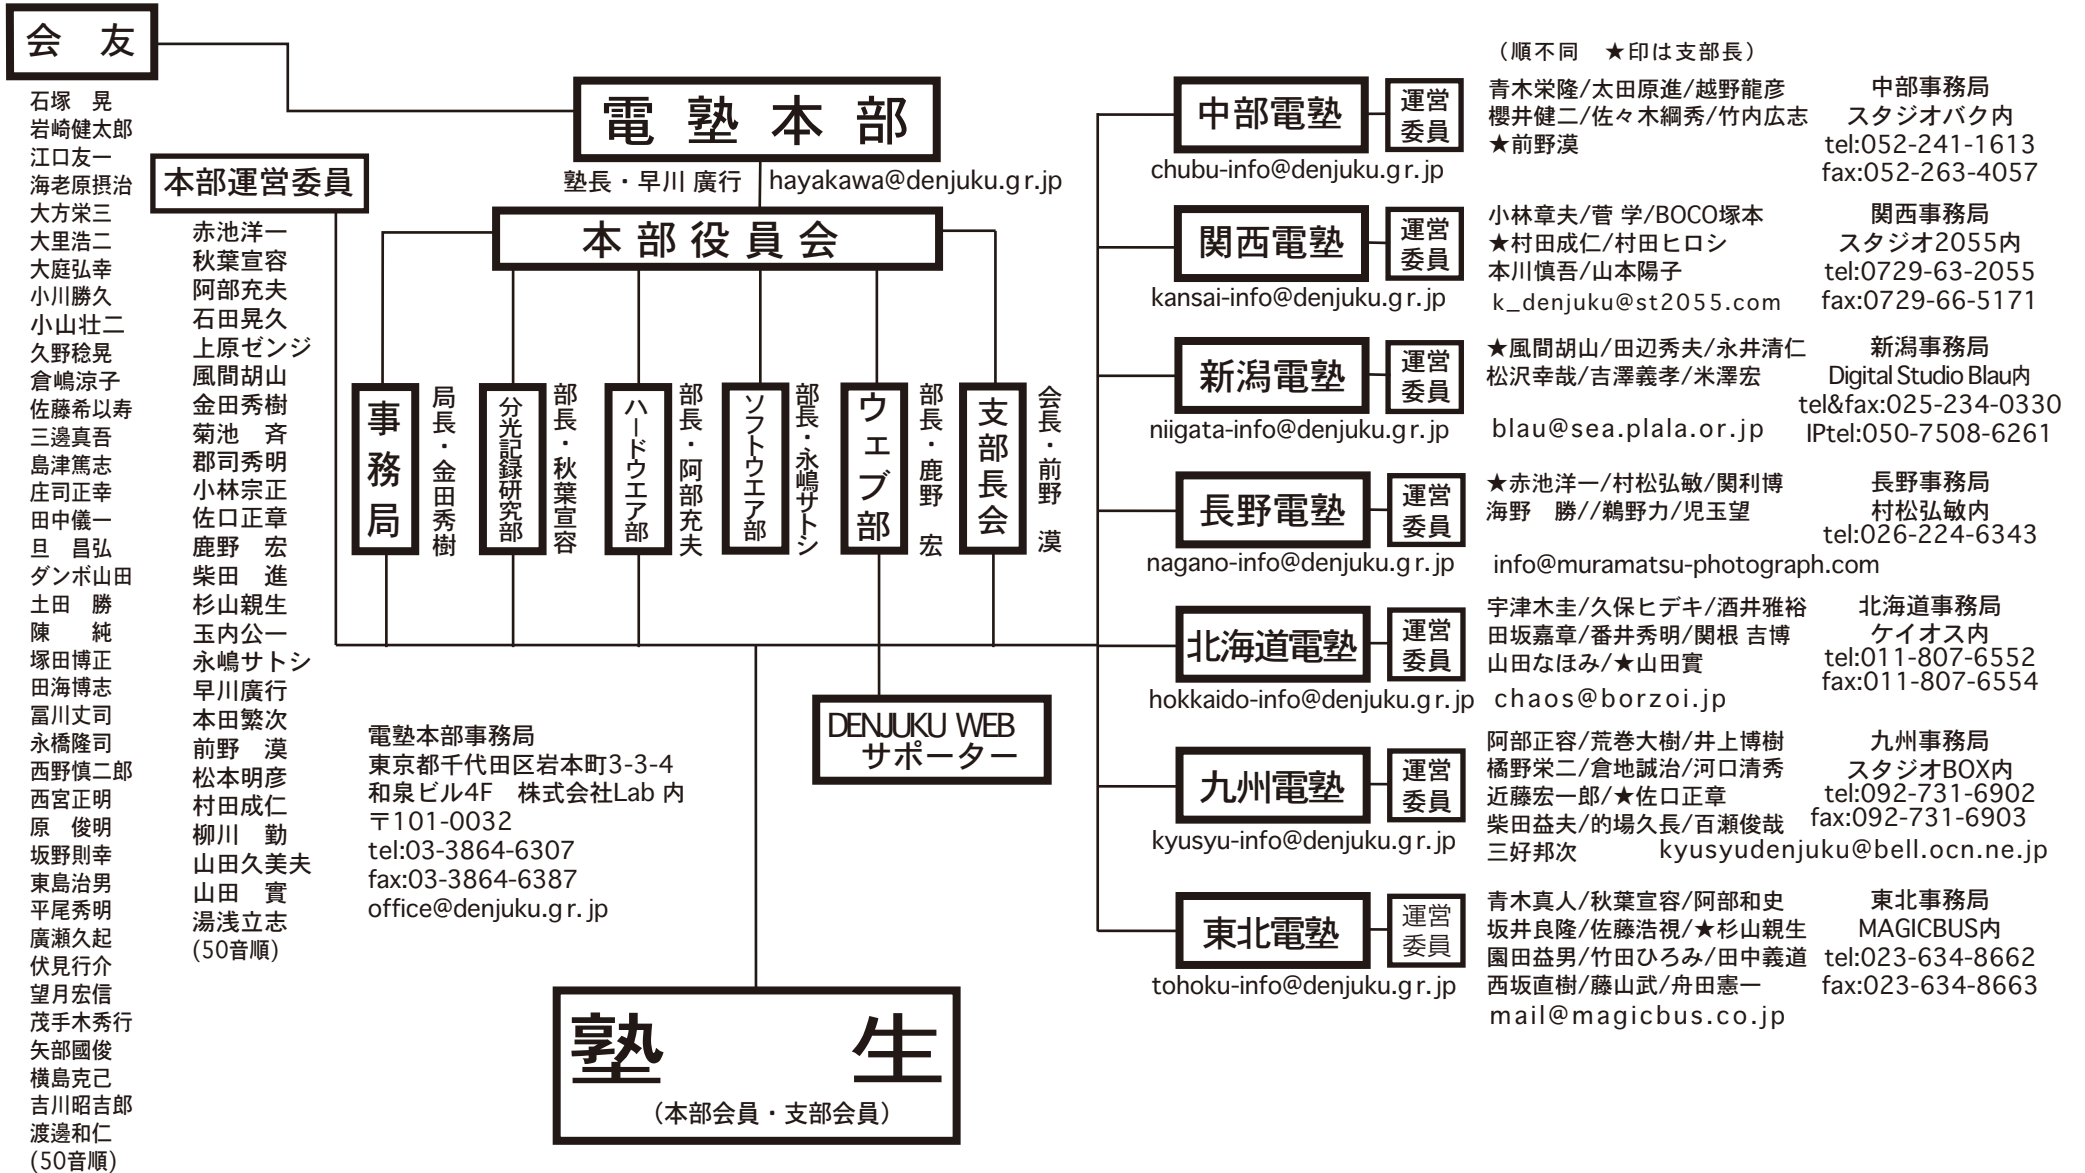 会　友
石塚　晃
岩崎健太郎
江口友一
海老原摂治
大方栄三
大里浩二
大庭弘幸
小川勝久
小山壮二
久野稔晃
倉嶋涼子
佐藤希以寿
三邊真吾
島津篤志
庄司正幸
田中儀一
旦　昌弘
ダンボ山田
土田　勝
陳　　純
塚田博正
田海博志
冨川丈司
永橋隆司
西野慎二郎
西宮正明
原　俊明
坂野則幸
東島治男
平尾秀明
廣瀬久起
伏見行介
望月宏信
茂手木秀行
矢部國俊
横島克己
吉川昭吉郎
渡邊和仁
(50音順)
本部運営委員
赤池洋一
秋葉宣容
阿部充夫
石田晃久
上原ゼンジ
風間胡山
金田秀樹
菊池　斉
郡司秀明
小林宗正
佐口正章
鹿野　宏
柴田　進
杉山親生
玉内公一
永嶋サトシ
早川廣行
本田繁次
前野　漠
松本明彦
村田成仁
柳川　勤
山田久美夫
山田　實
湯浅立志
(50音順)
電塾本部
塾長・早川 廣行　hayakawa@denjuku.gr.jp
本部役員会
事務局
局長・金田秀樹
分光記録研究部
部長・秋葉宣容
ハードウエア部
部長・阿部充夫
ソフトウエア部
部長・永嶋サトシ
ウェブ部
部長・鹿野　宏
支部長会
会長・前野　漠
DENJUKU WEB
サポーター
電塾本部事務局
東京都千代田区岩本町3-3-4
和泉ビル4F　株式会社Lab 内
〒101-0032
tel:03-3864-6307
fax:03-3864-6387
office@denjuku.gr.jp
塾　生
（本部会員・支部会員）
（順不同　★印は支部長）
中部電塾
運営
委員
chubu-info@denjuku.gr.jp
青木栄隆/太田原進/越野龍彦
櫻井健二/佐々木綱秀/竹内広志
★前野漠
中部事務局
スタジオバク内
tel:052-241-1613
fax:052-263-4057
関西電塾
運営
委員
kansai-info@denjuku.gr.jp
小林章夫/菅 学/BOCO塚本
★村田成仁/村田ヒロシ
本川慎吾/山本陽子
k_denjuku@st2055.com
関西事務局
スタジオ2055内
tel:0729-63-2055
fax:0729-66-5171
新潟電塾
運営
委員
niigata-info@denjuku.gr.jp
★風間胡山/田辺秀夫/永井清仁
松沢幸哉/吉澤義孝/米澤宏
blau@sea.plala.or.jp
新潟事務局
Digital Studio Blau内
tel&fax:025-234-0330
IPtel:050-7508-6261
長野電塾
運営
委員
nagano-info@denjuku.gr.jp
★赤池洋一/村松弘敏/関利博
海野　勝//鵜野力/児玉望
info@muramatsu-photograph.com
長野事務局
村松弘敏内
tel:026-224-6343
北海道電塾
運営
委員
hokkaido-info@denjuku.gr.jp
宇津木圭/久保ヒデキ/酒井雅裕
田坂嘉章/番井秀明/関根 吉博
山田なほみ/★山田實
chaos@borzoi.jp
北海道事務局
ケイオス内
tel:011-807-6552
fax:011-807-6554
九州電塾
運営
委員
kyusyu-info@denjuku.gr.jp
阿部正容/荒巻大樹/井上博樹
橘野栄二/倉地誠治/河口清秀
近藤宏一郎/★佐口正章
柴田益夫/的場久長/百瀬俊哉
三好邦次
kyusyudenjuku@bell.ocn.ne.jp
九州事務局
スタジオBOX内
tel:092-731-6902
fax:092-731-6903
東北電塾
運営
委員
tohoku-info@denjuku.gr.jp
青木真人/秋葉宣容/阿部和史
坂井良隆/佐藤浩視/★杉山親生
園田益男/竹田ひろみ/田中義道
西坂直樹/藤山武/舟田憲一
mail@magicbus.co.jp
東北事務局
MAGICBUS内
tel:023-634-8662
fax:023-634-8663